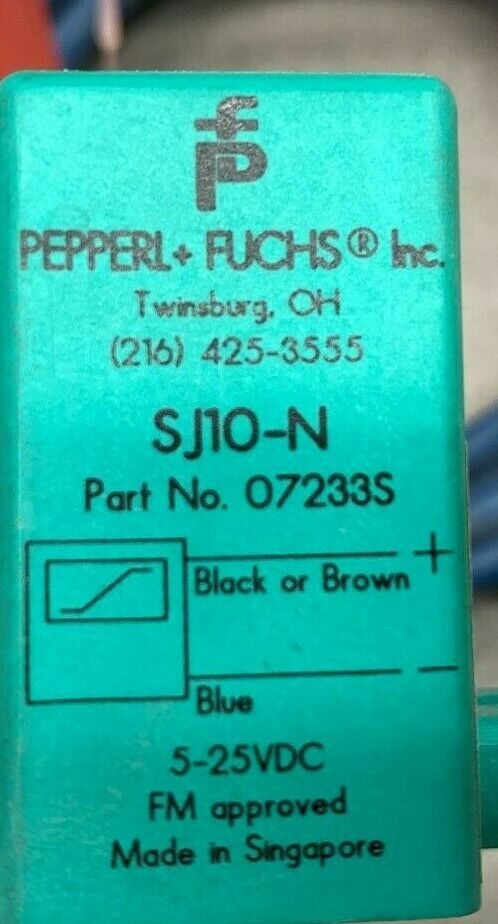 fP
PEPPERL+ FUCHS® Inc.
Twinsburg, OH
(216) 425-3555
SJ10-N
Part No. 07233S
+
Black or Brown
-
Blue
5-25VDC
FM approved
Made in Singapore